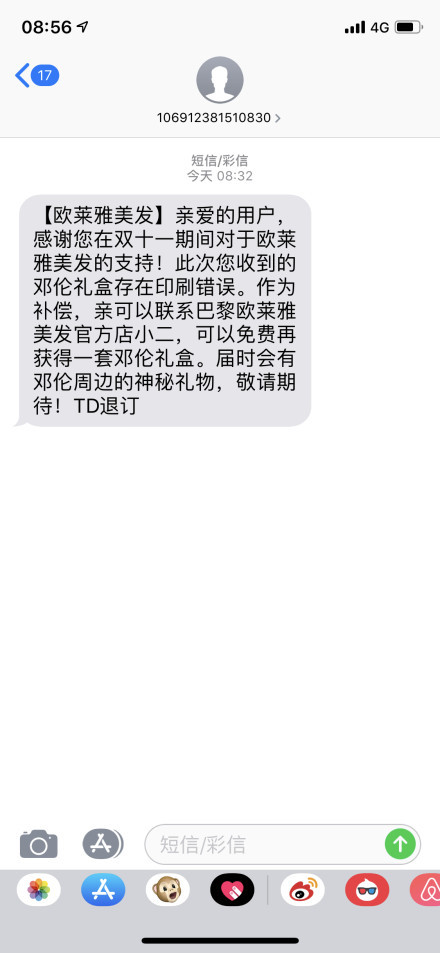 08:56
4G
17
106912381510830
短信/彩信
今天 08:32
【欧莱雅美发】亲爱的用户，
感谢您在双十一期间对于欧莱
雅美发的支持！此次您收到的
邓伦礼盒存在印刷错误。作为
补偿，亲可以联系巴黎欧莱雅
美发官方店小二，可以免费再
获得一套邓伦礼盒。届时会有
邓伦周边的神秘礼物，敬请期
待！TD退订
短信/彩信